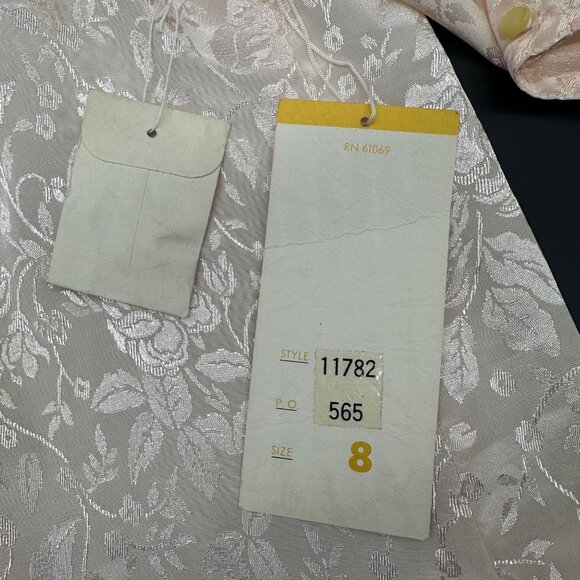 RN 61069
STYLE 11782
P.O. 565
SIZE 8